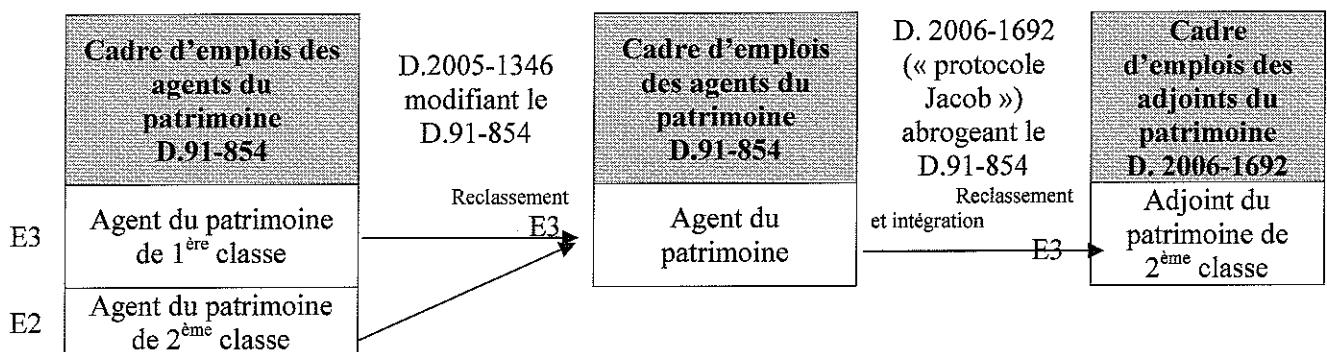 Cadre d'emplois des
agents du
patrimoine
D.91-854
D.2005-1346
modifiant le
D.91-854
Cadre d'emplois
des agents du
patrimoine
D.91-854
D. 2006-1692
(« protocole
Jacob »)
abrogeant le
D.91-854
Cadre
d'emplois des
adjoints du
patrimoine
D. 2006-1692
E3
Agent du patrimoine
de 1ère classe
Reclassement
E3
Agent du
patrimoine
Reclassement
et intégration
E3
Adjoint du
patrimoine de
2ème classe
E2
Agent du patrimoine
de 2ème classe